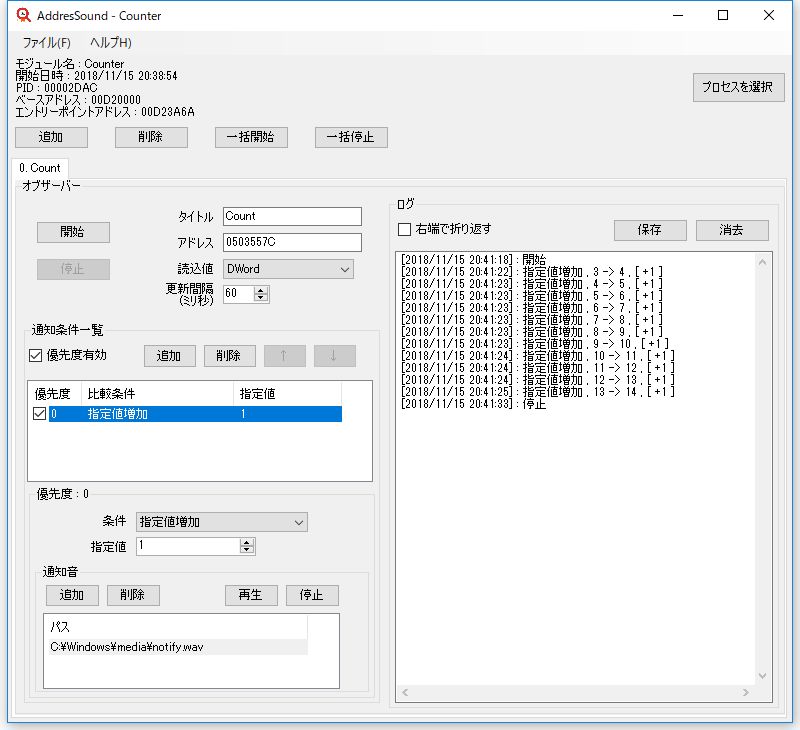 AddresSound - Counter
ファイル(F) ヘルプ(H)
モジュール名 : Counter
開始日時 : 2018/11/15 20:38:54
PID : 00002DAC
ベースアドレス : 00D20000
エントリーポイントアドレス : 00D23A6A
プロセスを選択
追加 削除 一括開始 一括停止
0. Count
オブザーバー
開始
停止
タイトル Count
アドレス 0503557C
読込値 DWord
更新間隔
(ミリ秒)
60
通知条件一覧
優先度有効 追加 削除 ↑ ↓
優先度 比較条件 指定値
0 指定値増加 1
優先度 : 0
条件 指定値増加
指定値 1
通知音
追加 削除 再生 停止
パス
C:¥Windows¥media¥notify.wav
ログ
右端で折り返す 保存 消去
[2018/11/15 20:41:18] : 開始
[2018/11/15 20:41:22] : 指定値増加 , 3 -> 4 , [ +1 ]
[2018/11/15 20:41:23] : 指定値増加 , 4 -> 5 , [ +1 ]
[2018/11/15 20:41:23] : 指定値増加 , 5 -> 6 , [ +1 ]
[2018/11/15 20:41:23] : 指定値増加 , 6 -> 7 , [ +1 ]
[2018/11/15 20:41:23] : 指定値増加 , 7 -> 8 , [ +1 ]
[2018/11/15 20:41:23] : 指定値増加 , 8 -> 9 , [ +1 ]
[2018/11/15 20:41:23] : 指定値増加 , 9 -> 10 , [ +1 ]
[2018/11/15 20:41:24] : 指定値増加 , 10 -> 11 , [ +1 ]
[2018/11/15 20:41:24] : 指定値増加 , 11 -> 12 , [ +1 ]
[2018/11/15 20:41:24] : 指定値増加 , 12 -> 13 , [ +1 ]
[2018/11/15 20:41:25] : 指定値増加 , 13 -> 14 , [ +1 ]
[2018/11/15 20:41:33] : 停止